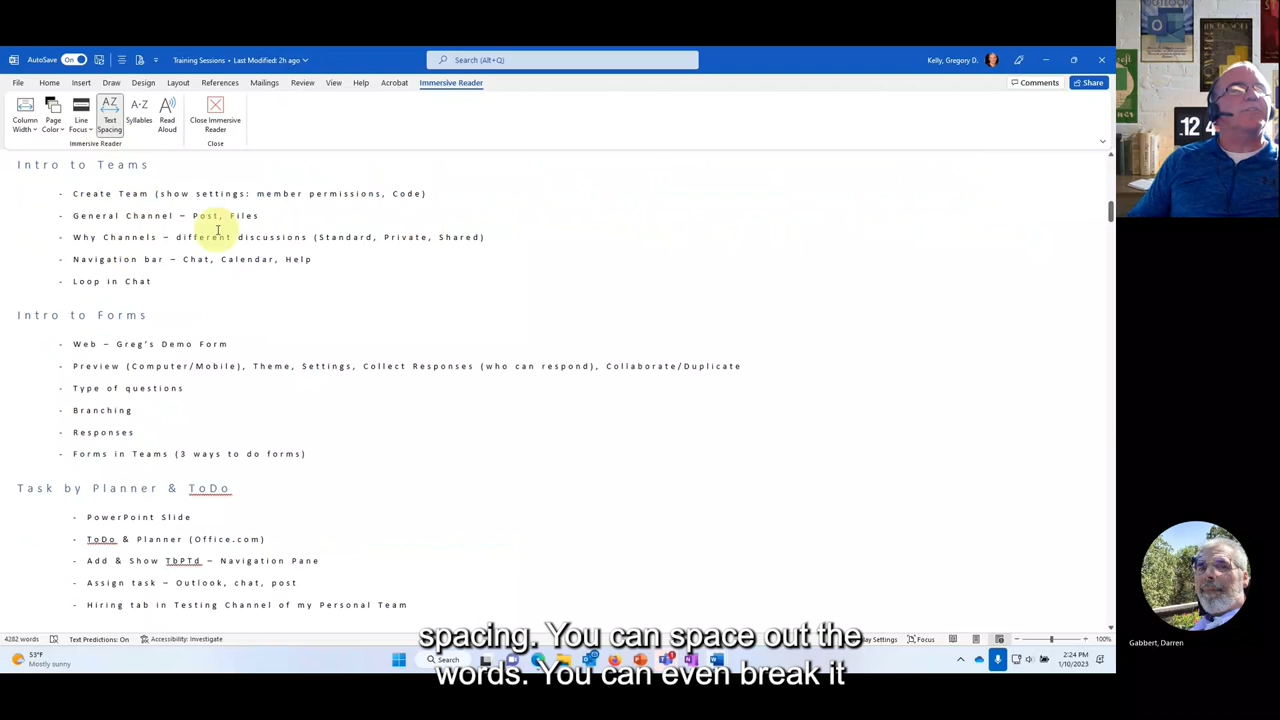 AutoSave On Training Sessions • Last Modified: 2h ago Search (Alt+Q) Kelly, Gregory D.
File Home Insert Draw Design Layout References Mailings Review View Help Acrobat Immersive Reader Comments Share
Column Width Page Color Line Focus Text Spacing Syllables Read Aloud Close Immersive Reader
Immersive Reader Close
Intro to Teams
- Create Team (show settings: member permissions, Code)
- General Channel – Post, Files
- Why Channels – different discussions (Standard, Private, Shared)
- Navigation bar – Chat, Calendar, Help
- Loop in Chat
Intro to Forms
- Web – Greg's Demo Form
- Preview (Computer/Mobile), Theme, Settings, Collect Responses (who can respond), Collaborate/Duplicate
- Type of questions
- Branching
- Responses
- Forms in Teams (3 ways to do forms)
Task by Planner & ToDo
- PowerPoint Slide
- ToDo & Planner (Office.com)
- Add & Show TbPTd – Navigation Pane
- Assign task – Outlook, chat, post
- Hiring tab in Testing Channel of my Personal Team
4282 words Text Predictions: On Accessibility: Investigate Settings Focus 100%
spacing. You can space out the
words. You can even break it
53°F
Mostly sunny
Search
2:24 PM
1/10/2023
OUTLOOK
12 4
Gabbert, Darren